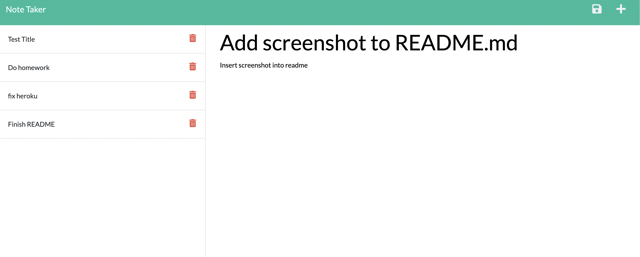 Note Taker
Test Title
Do homework
fix heroku
Finish README
Add screenshot to README.md
Insert screenshot into readme